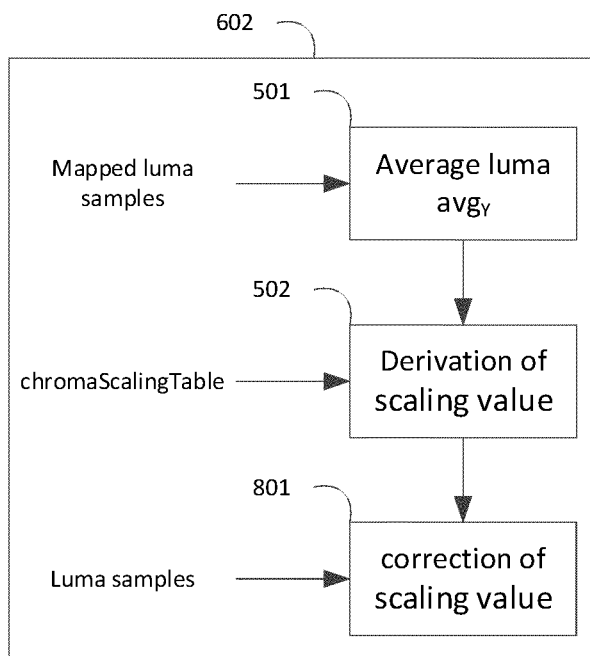 602
501
Mapped luma
samples
Average luma
avgY
502
chromaScalingTable
Derivation of
scaling value
801
Luma samples
correction of
scaling value